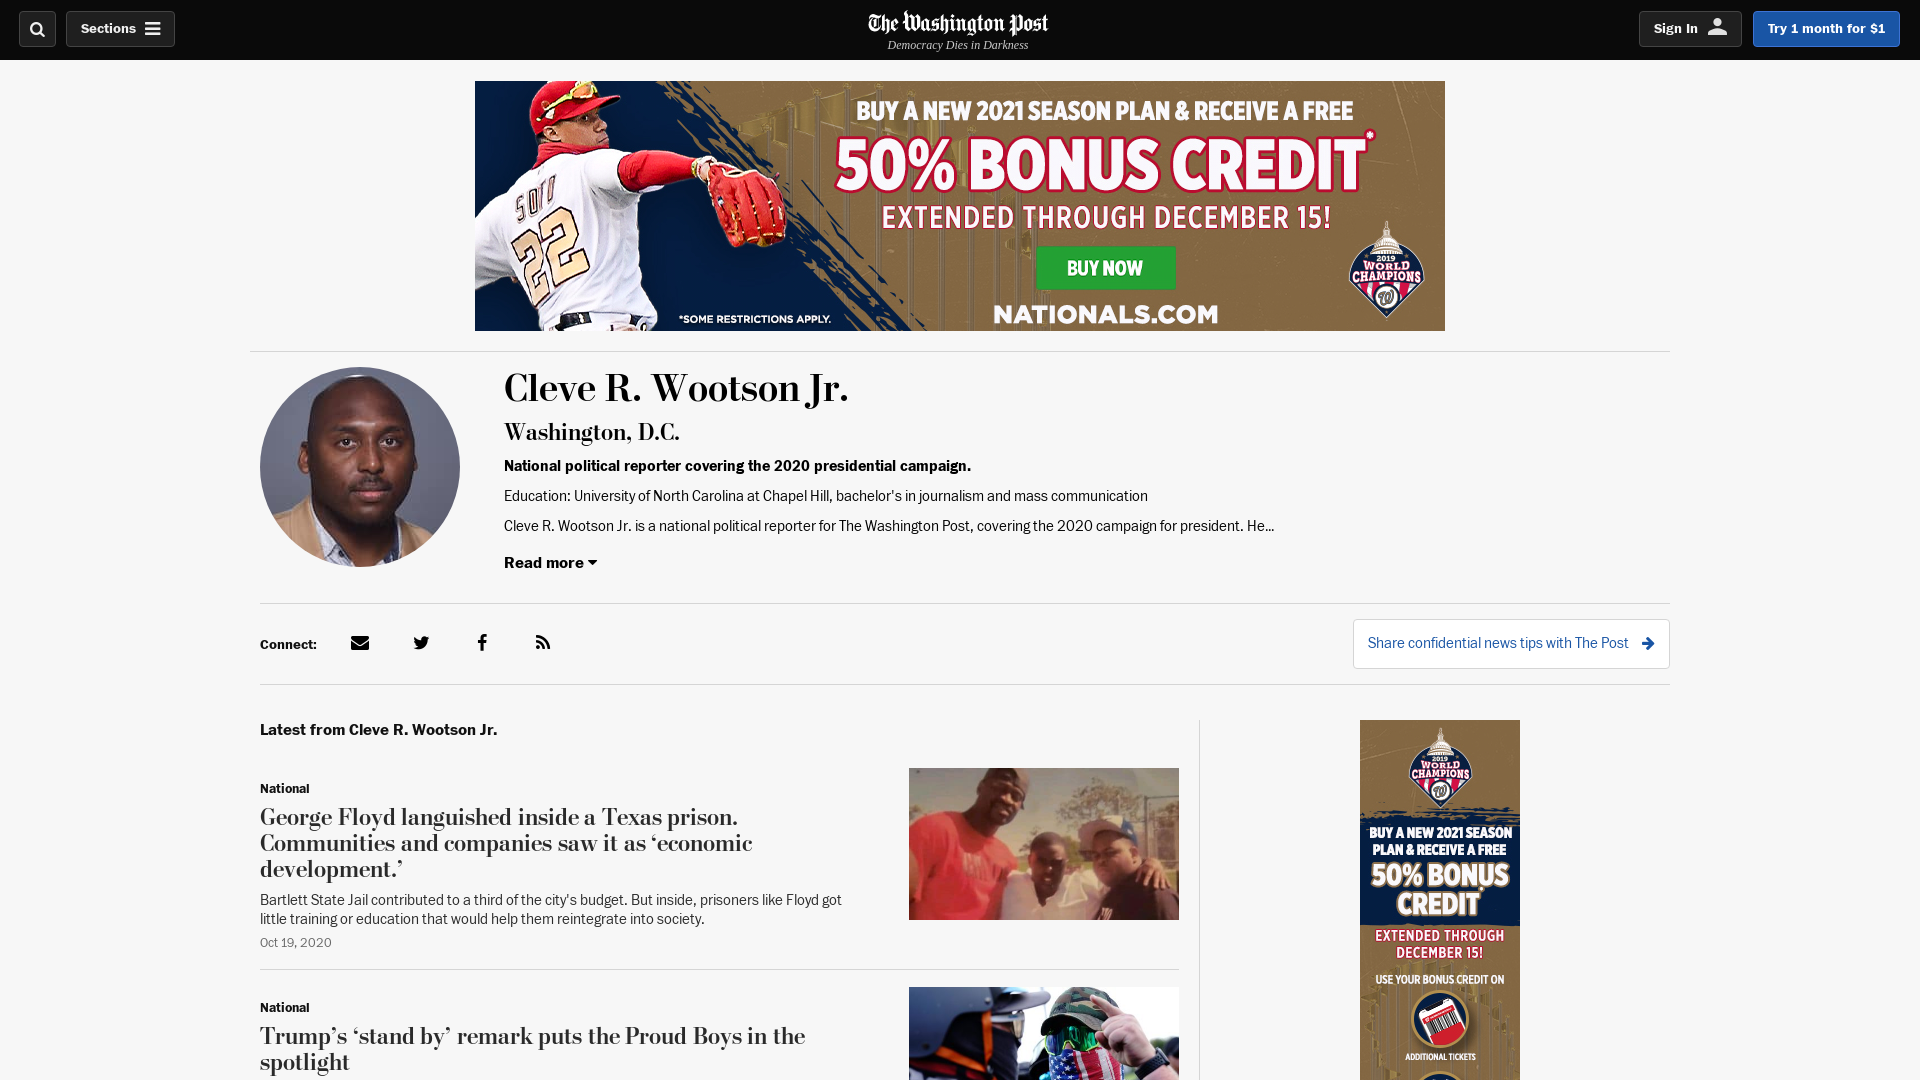 Sections
The Washington Post
Democracy Dies in Darkness
Sign In
Try 1 month for $1
BUY A NEW 2021 SEASON PLAN & RECEIVE A FREE
50% BONUS CREDIT*
EXTENDED THROUGH DECEMBER 15!
BUY NOW
NATIONALS.COM
*SOME RESTRICTIONS APPLY.
SOTO
22
2019
WORLD
CHAMPIONS
W
Cleve R. Wootson Jr.
Washington, D.C.
National political reporter covering the 2020 presidential campaign.
Education: University of North Carolina at Chapel Hill, bachelor's in journalism and mass communication
Cleve R. Wootson Jr. is a national political reporter for The Washington Post, covering the 2020 campaign for president. He...
Read more
Connect:
Share confidential news tips with The Post
Latest from Cleve R. Wootson Jr.
National
George Floyd languished inside a Texas prison.
Communities and companies saw it as ‘economic
development.’
Bartlett State Jail contributed to a third of the city's budget. But inside, prisoners like Floyd got
little training or education that would help them reintegrate into society.
Oct 19, 2020
National
Trump’s ‘stand by’ remark puts the Proud Boys in the
spotlight
2019
WORLD
CHAMPIONS
W
BUY A NEW 2021 SEASON
PLAN & RECEIVE A FREE
50% BONUS
CREDIT*
EXTENDED THROUGH
DECEMBER 15!
USE YOUR BONUS CREDIT ON
ADDITIONAL TICKETS